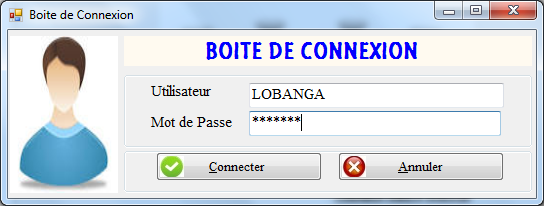 Boite de Connexion
BOITE DE CONNEXION
Utilisateur LOBANGA
Mot de Passe *******
Connecter Annuler